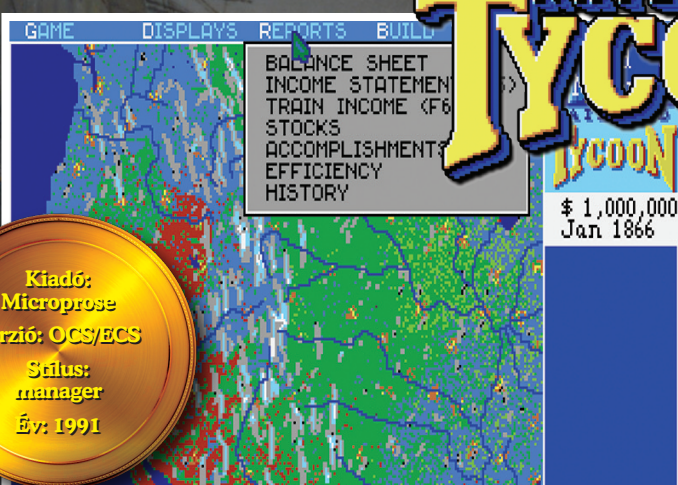 GAME DISPLAYS REPORTS BUILD
BALANCE SHEET
INCOME STATEMENT
TRAIN INCOME (F6
STOCKS
ACCOMPLISHMENTS
EFFICIENCY
HISTORY
TYCO
TYCOON
$ 1,000,000
Jan 1866
Kiadó:
Microprose
rzió: OCS/ECS
Stílus:
manager
Év: 1991